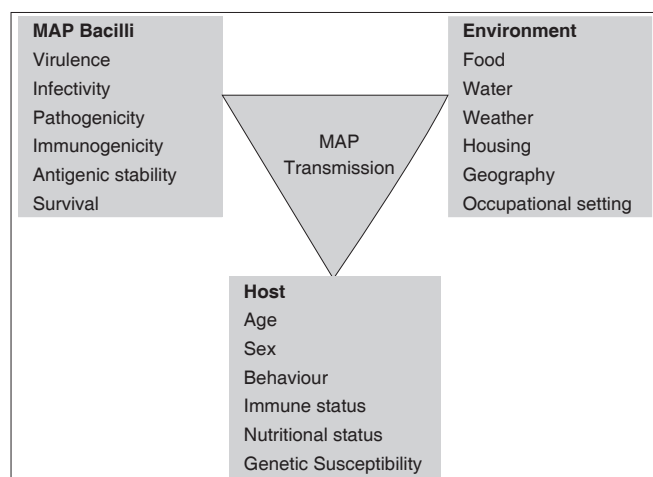 MAP Bacilli
Virulence
Infectivity
Pathogenicity
Immunogenicity
Antigenic stability
Survival
Environment
Food
Water
Weather
Housing
Geography
Occupational setting
MAP
Transmission
Host
Age
Sex
Behaviour
Immune status
Nutritional status
Genetic Susceptibility